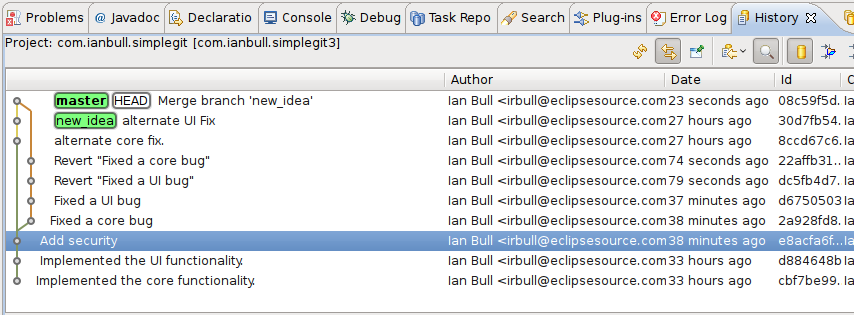 Problems @ Javadoc Declaratio Console Debug Task Repo Search Plug-ins Error Log History
Project: com.ianbull.simplegit [com.ianbull.simplegit3]
Author Date Id C
master HEAD Merge branch 'new_idea' Ian Bull <irbull@eclipsesource.com 23 seconds ago 08c59f5d. Ia
new_idea alternate UI Fix Ian Bull <irbull@eclipsesource.com 27 hours ago 30d7fb54. Ia
alternate core fix. Ian Bull <irbull@eclipsesource.com 27 hours ago 8ccd67c6. Ia
Revert "Fixed a core bug" Ian Bull <irbull@eclipsesource.com 74 seconds ago 22affb31... Ia
Revert "Fixed a UI bug" Ian Bull <irbull@eclipsesource.com 79 seconds ago dc5fb4d7. Ia
Fixed a UI bug Ian Bull <irbull@eclipsesource.com 37 minutes ago d6750503 Ia
Fixed a core bug Ian Bull <irbull@eclipsesource.com 38 minutes ago 2a928fd8. Ia
Add security Ian Bull <irbull@eclipsesource.com 38 minutes ago e8acfa6f... Ia
Implemented the UI functionality. Ian Bull <irbull@eclipsesource.com 33 hours ago d884648b Ia
Implemented the core functionality. Ian Bull <irbull@eclipsesource.com 33 hours ago cbf7be99. Ia